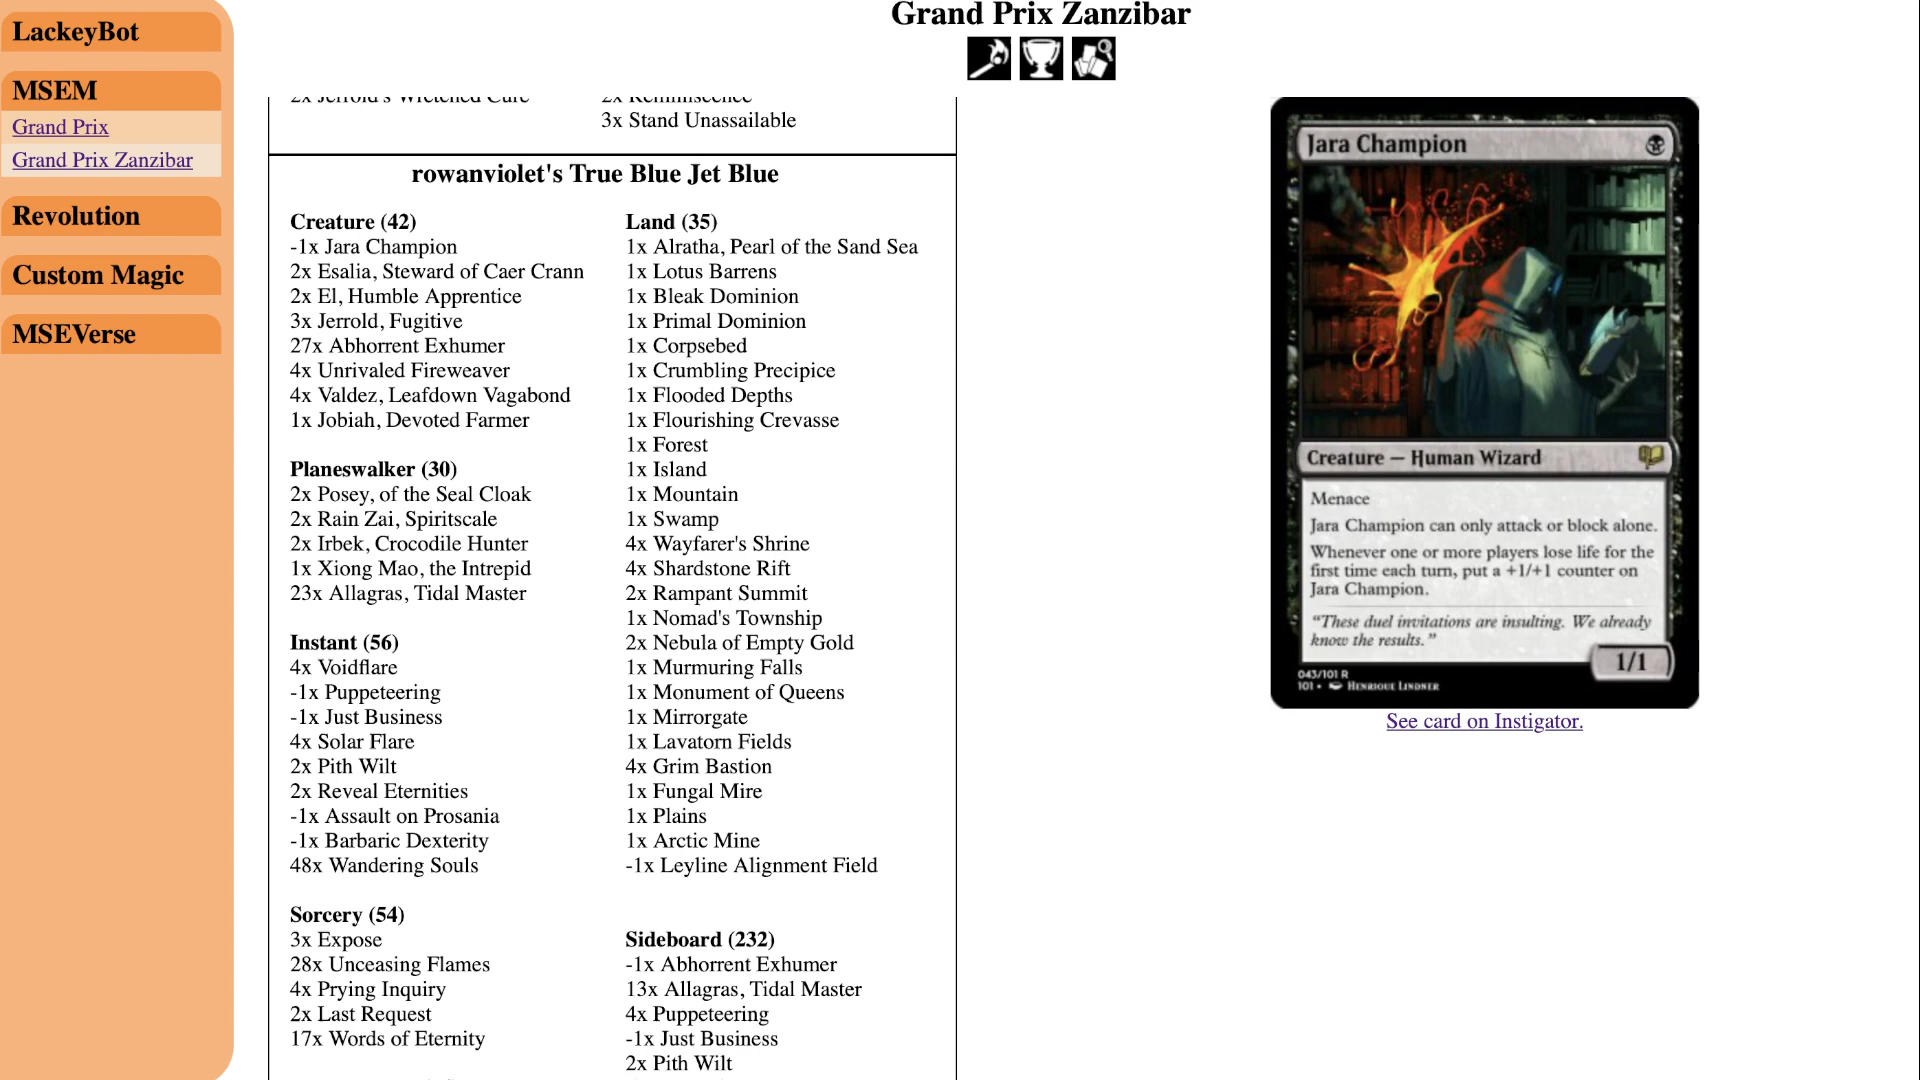 LackeyBot
MSEM
Grand Prix
Grand Prix Zanzibar
Revolution
Custom Magic
MSEVerse
Grand Prix Zanzibar
2x Jerrold's Wretched Cure
2x Reminiscence
3x Stand Unassailable
rowanviolet's True Blue Jet Blue
Creature (42)
-1x Jara Champion
2x Esalia, Steward of Caer Crann
2x El, Humble Apprentice
3x Jerrold, Fugitive
27x Abhorrent Exhumer
4x Unrivaled Fireweaver
4x Valdez, Leafdown Vagabond
1x Jobiah, Devoted Farmer
Planeswalker (30)
2x Posey, of the Seal Cloak
2x Rain Zai, Spiritscale
2x Irbek, Crocodile Hunter
1x Xiong Mao, the Intrepid
23x Allagras, Tidal Master
Instant (56)
4x Voidflare
-1x Puppeteering
-1x Just Business
4x Solar Flare
2x Pith Wilt
2x Reveal Eternities
-1x Assault on Prosania
-1x Barbaric Dexterity
48x Wandering Souls
Sorcery (54)
3x Expose
28x Unceasing Flames
4x Prying Inquiry
2x Last Request
17x Words of Eternity
Land (35)
1x Alratha, Pearl of the Sand Sea
1x Lotus Barrens
1x Bleak Dominion
1x Primal Dominion
1x Corpsebed
1x Crumbling Precipice
1x Flooded Depths
1x Flourishing Crevasse
1x Forest
1x Island
1x Mountain
1x Swamp
4x Wayfarer's Shrine
4x Shardstone Rift
2x Rampant Summit
1x Nomad's Township
2x Nebula of Empty Gold
1x Murmuring Falls
1x Monument of Queens
1x Mirrorgate
1x Lavatorn Fields
4x Grim Bastion
1x Fungal Mire
1x Plains
1x Arctic Mine
-1x Leyline Alignment Field
Sideboard (232)
-1x Abhorrent Exhumer
13x Allagras, Tidal Master
4x Puppeteering
-1x Just Business
2x Pith Wilt
Jara Champion
Creature — Human Wizard
Menace
Jara Champion can only attack or block alone.
Whenever one or more players lose life for the
first time each turn, put a +1/+1 counter on
Jara Champion.
“These duel invitations are insulting. We already
know the results.”
1/1
043/101 R
101 • Henrique Lindner
See card on Instigator.